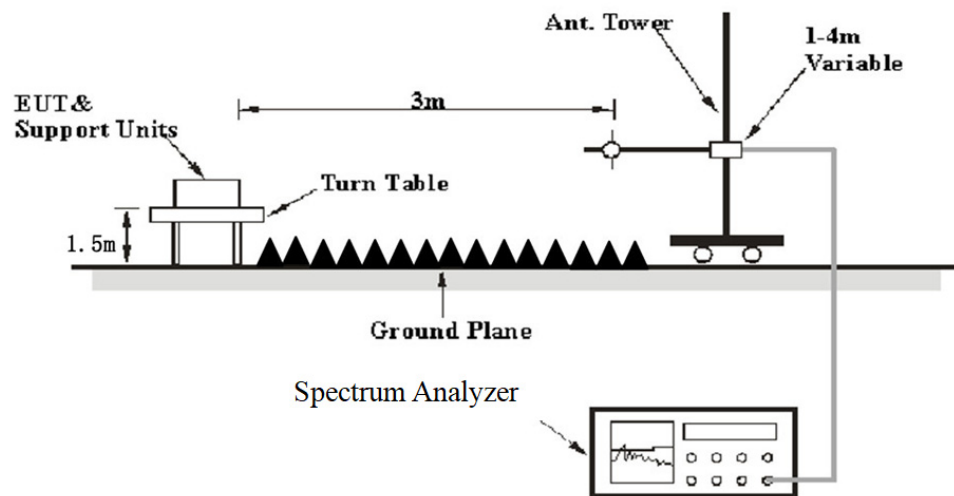 Ant. Tower
1-4m
Variable
3m
EUT&
Support Units
Turn Table
1.5m
Ground Plane
Spectrum Analyzer